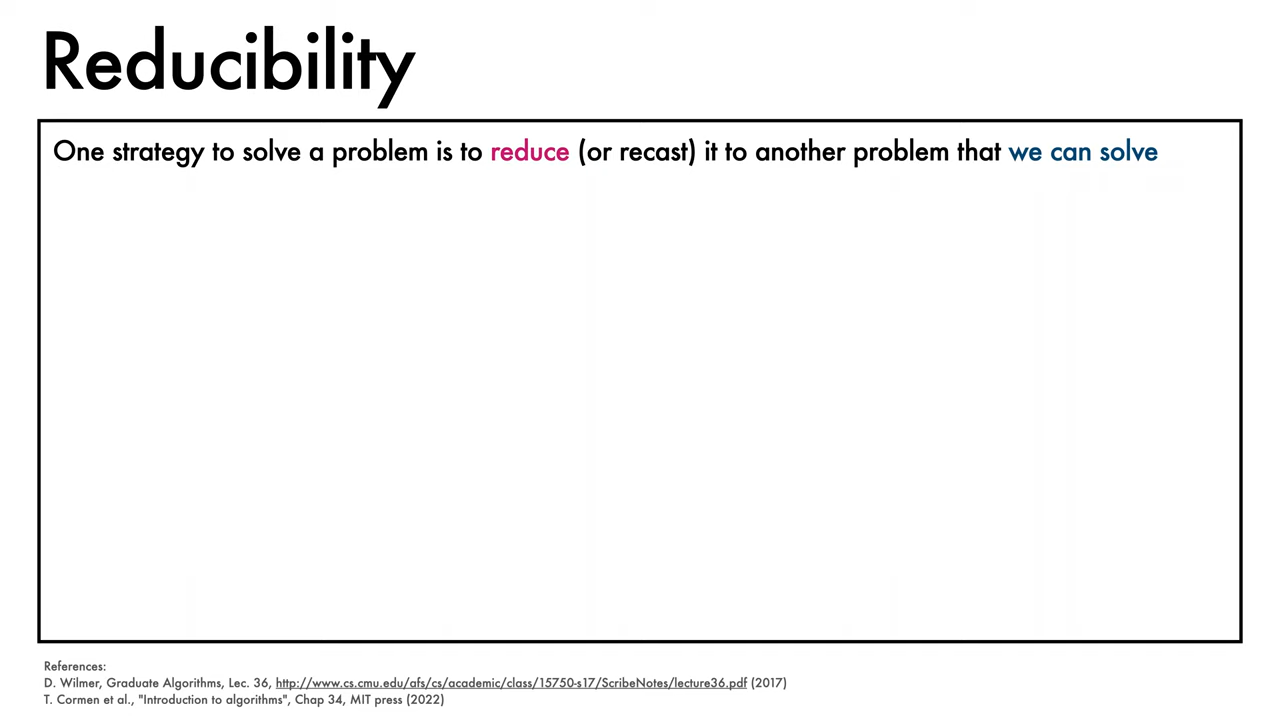 Reducibility
One strategy to solve a problem is to reduce (or recast) it to another problem that we can solve
References:
D. Wilmer, Graduate Algorithms, Lec. 36, http://www.cs.cmu.edu/afs/cs/academic/class/15750-s17/ScribeNotes/lecture36.pdf (2017)
T. Cormen et al., "Introduction to algorithms", Chap 34, MIT press (2022)